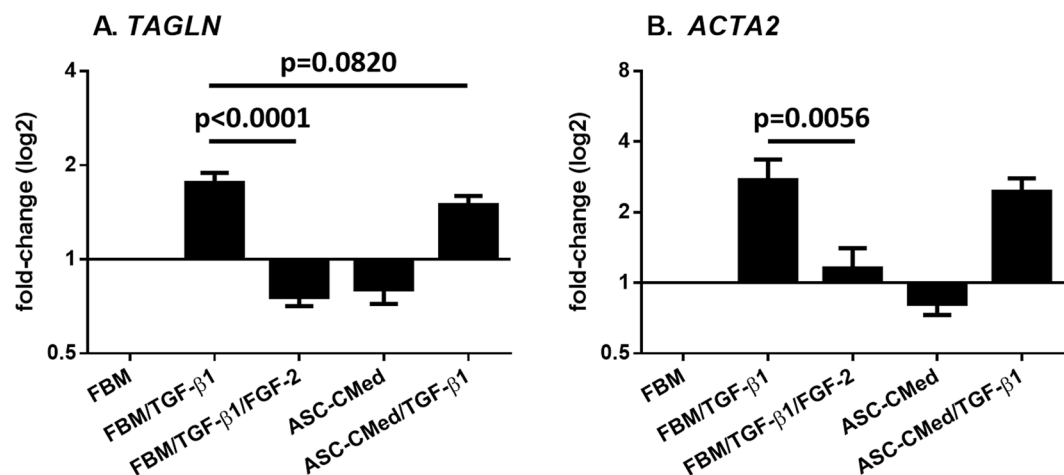 A. TAGLN
fold-change (log2)
4
2
1
0.5
p=0.0820
p<0.0001
FBM
FBM/TGF-β1
FBM/TGF-β1/FGF-2
ASC-CMed
ASC-CMed/TGF-β1
B. ACTA2
fold-change (log2)
8
4
2
1
0.5
p=0.0056
FBM
FBM/TGF-β1
FBM/TGF-β1/FGF-2
ASC-CMed
ASC-CMed/TGF-β1